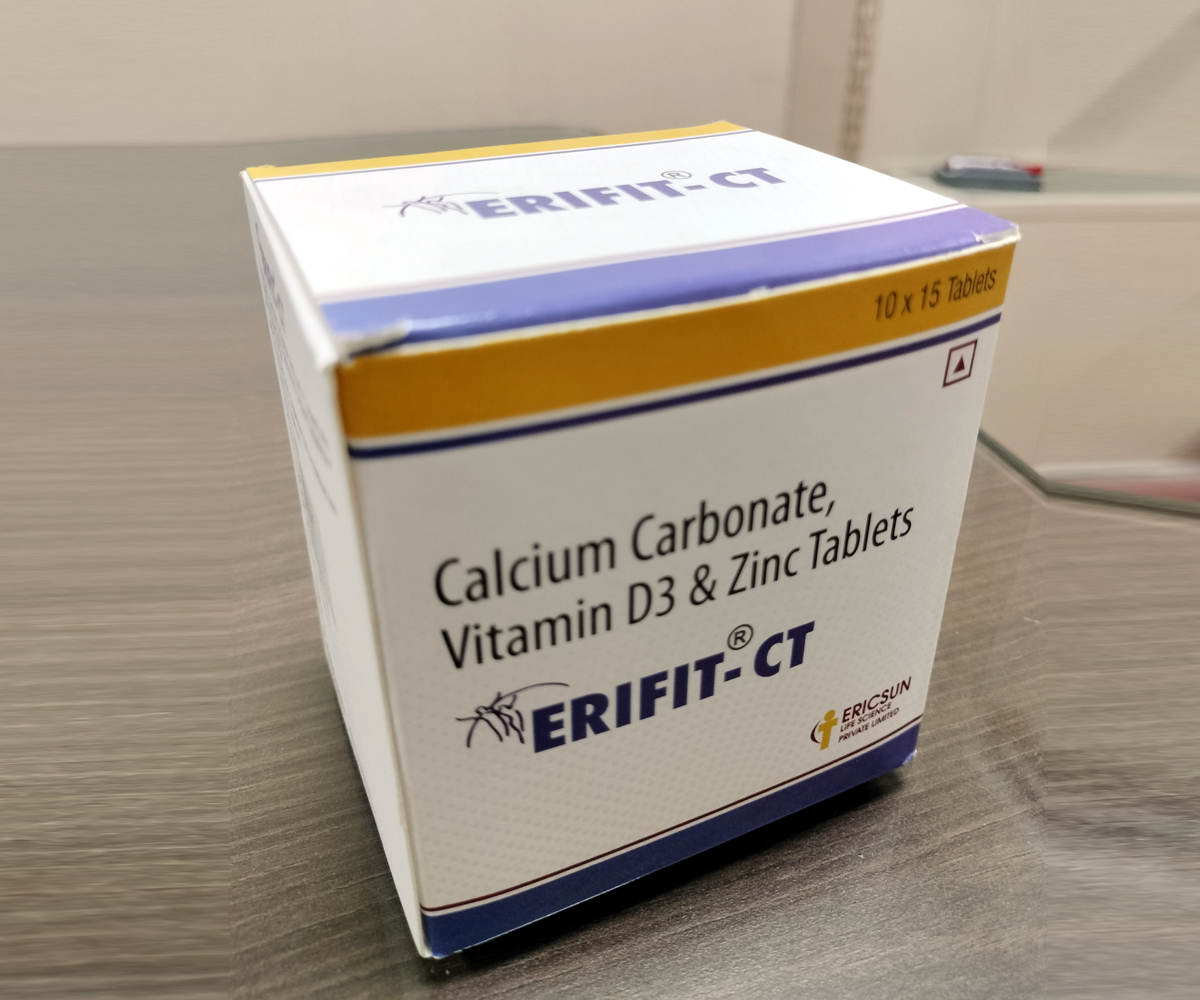 ERIFIT®-CT
10 x 15 Tablets
Calcium Carbonate,
Vitamin D3 & Zinc Tablets
ERIFIT-®CT
ERICSUN
LIFE SCIENCE
PRIVATE LIMITED